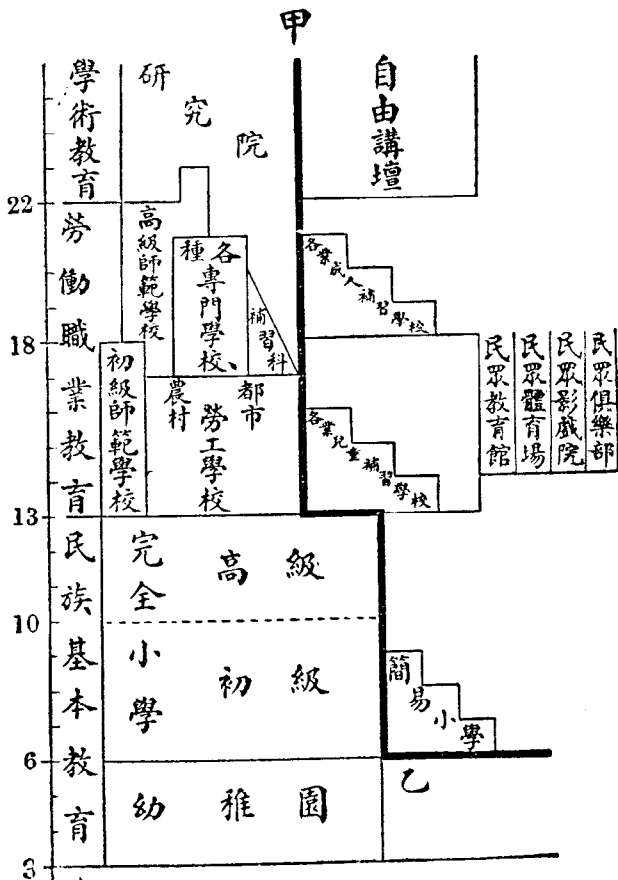 甲
學術教育
研究院
自由講壇
22
勞働職業教育
高級師範學校
各種專門學校、
補習科
各業成人補習學校
18
初級師範學校
農村
都市
勞工學校
各業兒童補習學校
民眾教育館
民眾體育場
民眾影戲院
民眾俱樂部
13
民族基本教育
完全小學
高級
10
初級
簡易小學
6
乙
幼稚園
3